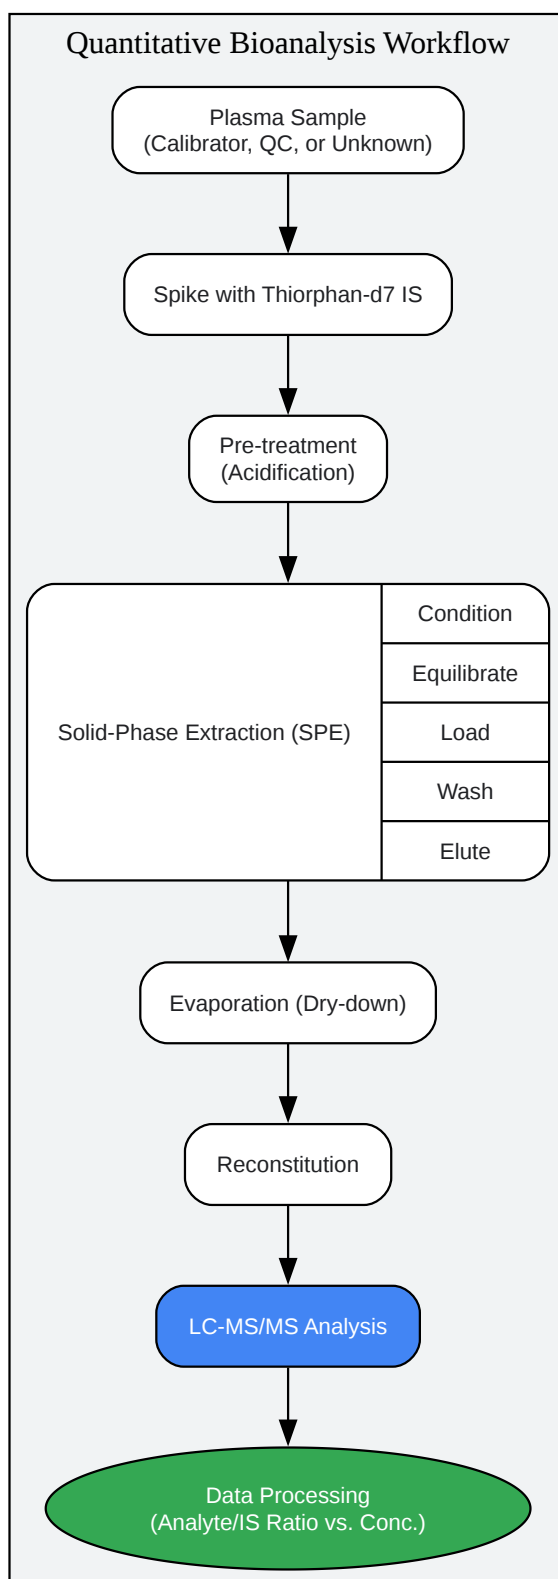 Quantitative Bioanalysis Workflow
Plasma Sample
(Calibrator, QC, or Unknown)
Spike with Thiorphan-d7 IS
Pre-treatment
(Acidification)
Solid-Phase Extraction (SPE)
Condition
Equilibrate
Load
Wash
Elute
Evaporation (Dry-down)
Reconstitution
LC-MS/MS Analysis
Data Processing
(Analyte/IS Ratio vs. Conc.)